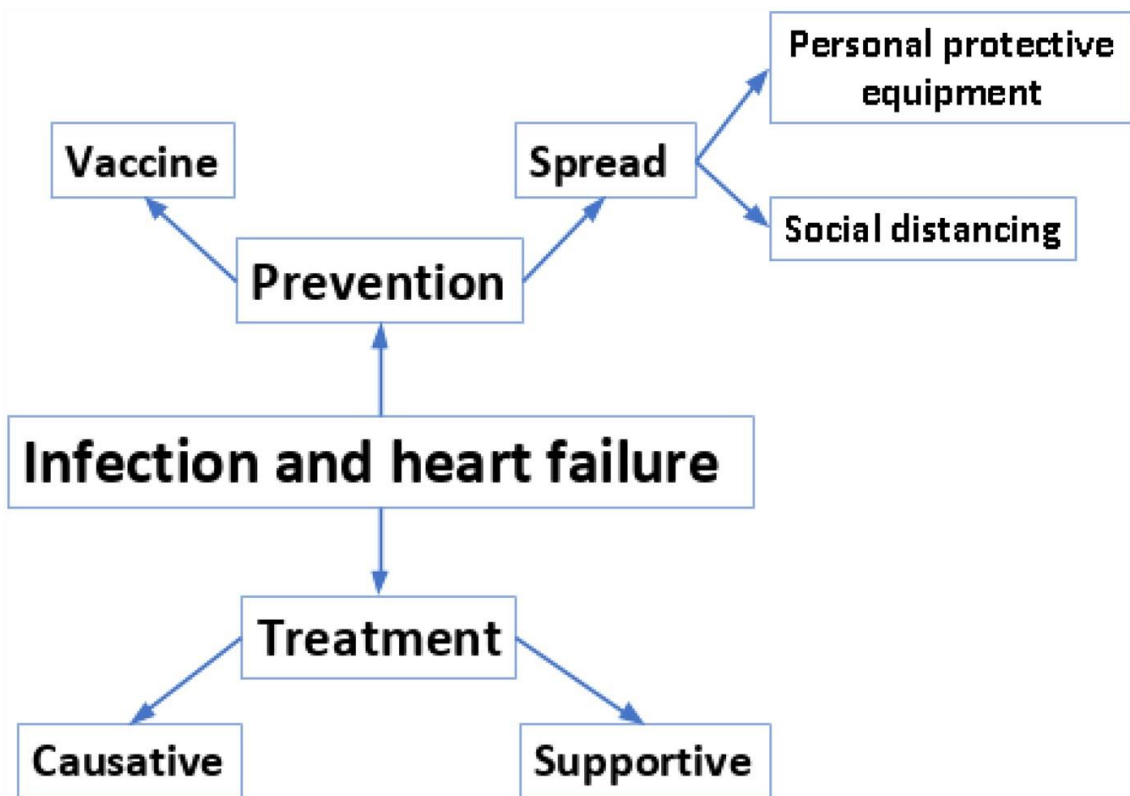 Personal protective
equipment
Vaccine
Spread
Social distancing
Prevention
Infection and heart failure
Treatment
Causative
Supportive